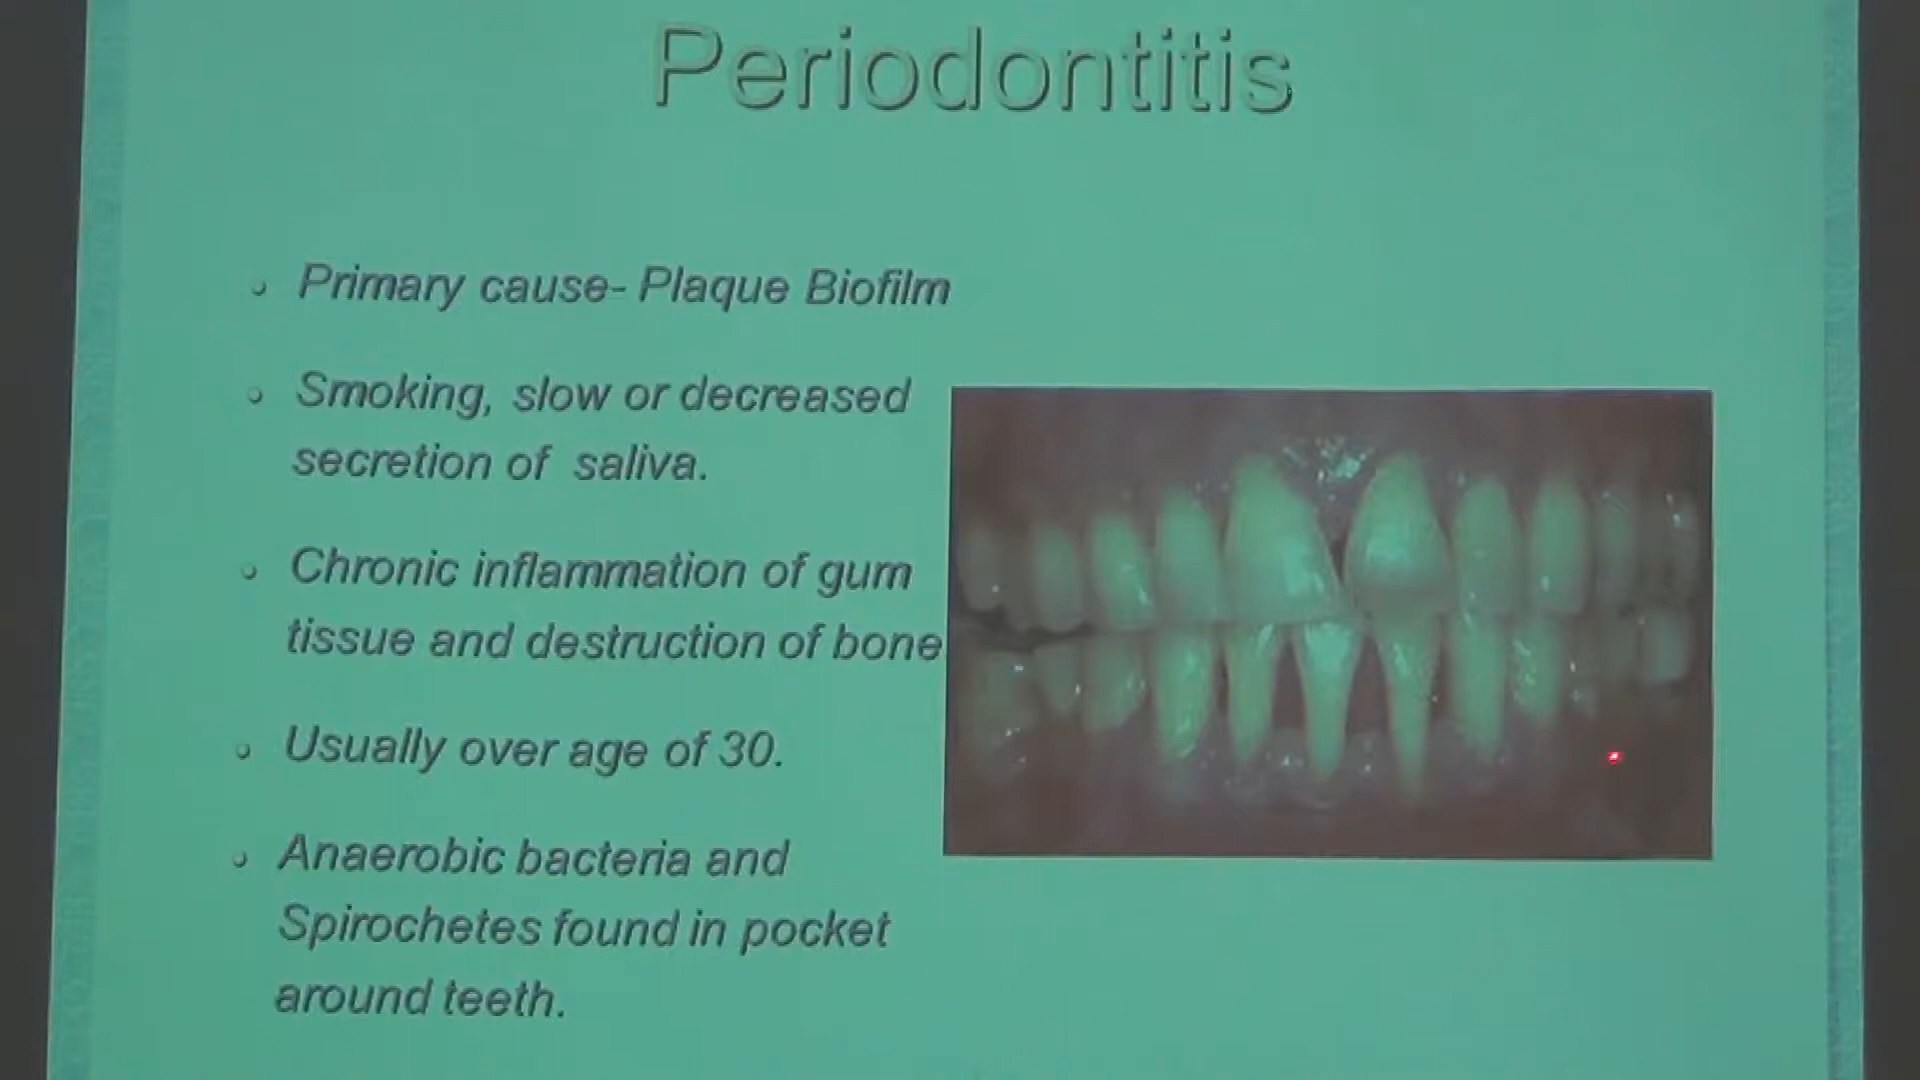 Periodontitis
Primary cause- Plaque Biofilm
Smoking, slow or decreased
secretion of saliva.
Chronic inflammation of gum
tissue and destruction of bone
Usually over age of 30.
Anaerobic bacteria and
Spirochetes found in pocket
around teeth.